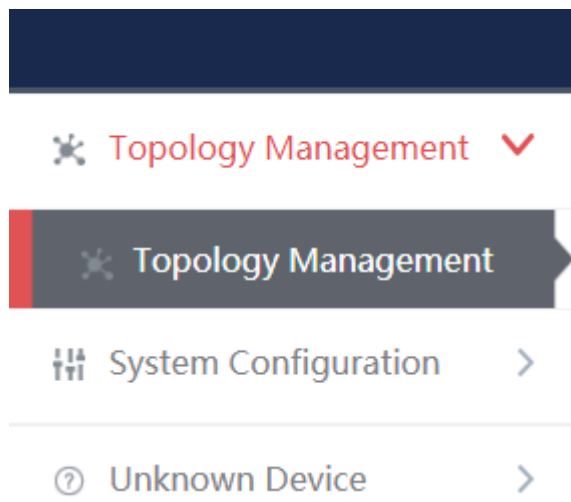 Topology Management
Topology Management
System Configuration
Unknown Device